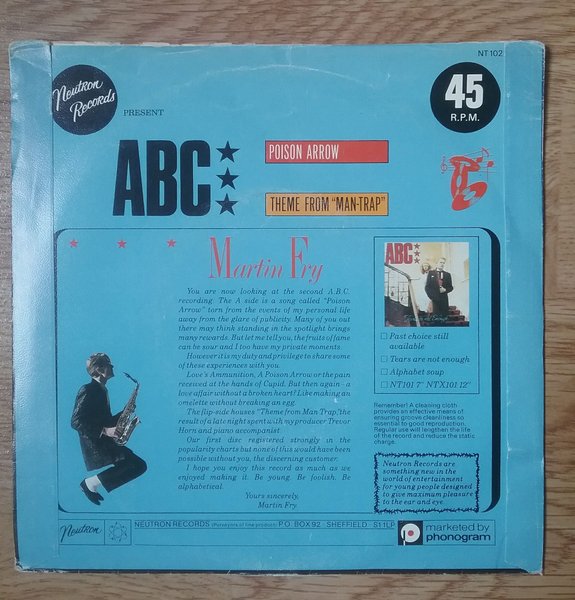 NT 102
Neutron Records
PRESENT
45
R.P.M.
ABC
POISON ARROW
THEME FROM "MAN-TRAP"
Martin Fry
You are now looking at the second A.B.C.
recording. The A side is a song called "Poison
Arrow" torn from the events of my personal life
away from the glare of publicity. Many of you out
there may think standing in the spotlight brings
many rewards. But let me tell you, the fruits of fame
can be sour and I too have my private moments.
However it is my duty and privilege to share some
of these experiences with you.
Love's Ammunition, A Poison Arrow or the pain
received at the hands of Cupid. But then again - a
love affair without a broken heart? Like making an
omelette without breaking an egg.
The flip-side houses "Theme from Man Trap," the
result of a late night spent with my producer Trevor
Horn and piano accompanist.
Our first disc registered strongly in the
popularity charts but none of this would have been
possible without you, the discerning customer.
I hope you enjoy this record as much as we
enjoyed making it. Be young. Be foolish. Be
alphabetical.
Yours sincerely,
Martin Fry
ABC
Past choice still
available
Tears are not enough
Alphabet soup
NT101 7" NTX101 12"
Remember! A cleaning cloth
provides an effective means of
ensuring groove cleanliness so
essential to good reproduction.
Regular use will lengthen the life
of the record and reduce the static
charge.
Neutron Records are
something new in the
world of entertainment
for young people designed
to give maximum pleasure
to the ear and eye.
Neutron
NEUTRON RECORDS (Purveyors of fine product) P.O. BOX 92 SHEFFIELD S1 1LP
marketed by
phonogram